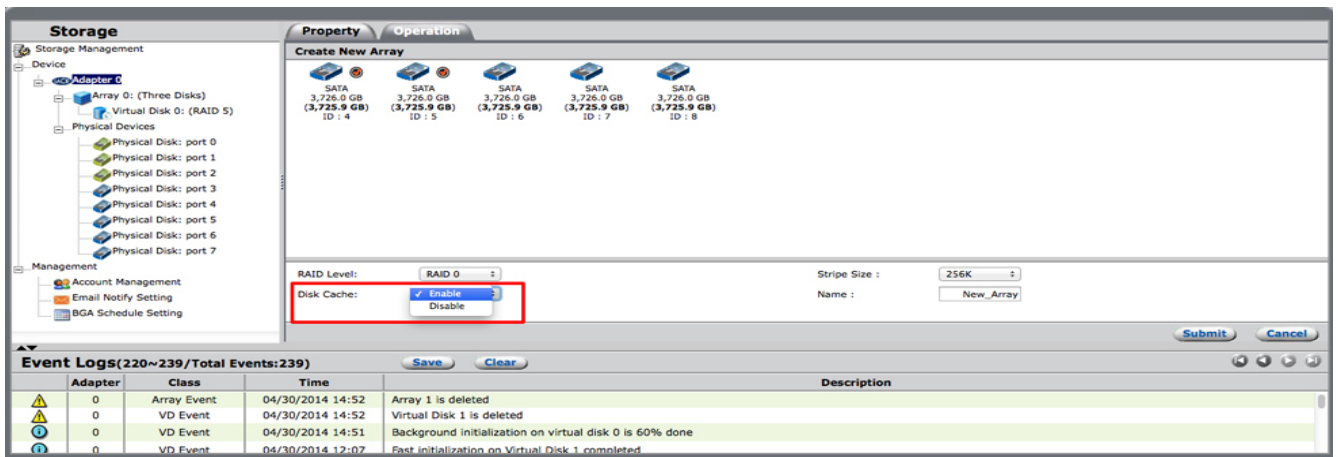 Storage
Storage Management
Device
Adapter 0
Array 0: (Three Disks)
Virtual Disk 0: (RAID 5)
Physical Devices
Physical Disk: port 0
Physical Disk: port 1
Physical Disk: port 2
Physical Disk: port 3
Physical Disk: port 4
Physical Disk: port 5
Physical Disk: port 6
Physical Disk: port 7
Management
Account Management
Email Notify Setting
BGA Schedule Setting
Property Operation
Create New Array
SATA SATA SATA SATA SATA
3,726.0 GB 3,726.0 GB 3,726.0 GB 3,726.0 GB 3,726.0 GB
(3,725.9 GB) (3,725.9 GB) (3,725.9 GB) (3,725.9 GB) (3,725.9 GB)
ID : 4 ID : 5 ID : 6 ID : 7 ID : 8
RAID Level: RAID 0 Stripe Size : 256K
Disk Cache: ✓ Enable Name : New_Array
Disable
Submit Cancel
Event Logs(220~239/Total Events:239) Save Clear
Adapter Class Time Description
0 Array Event 04/30/2014 14:52 Array 1 is deleted
0 VD Event 04/30/2014 14:52 Virtual Disk 1 is deleted
0 VD Event 04/30/2014 14:51 Background initialization on virtual disk 0 is 60% done
0 VD Event 04/30/2014 12:07 Fast initialization on Virtual Disk 1 completed